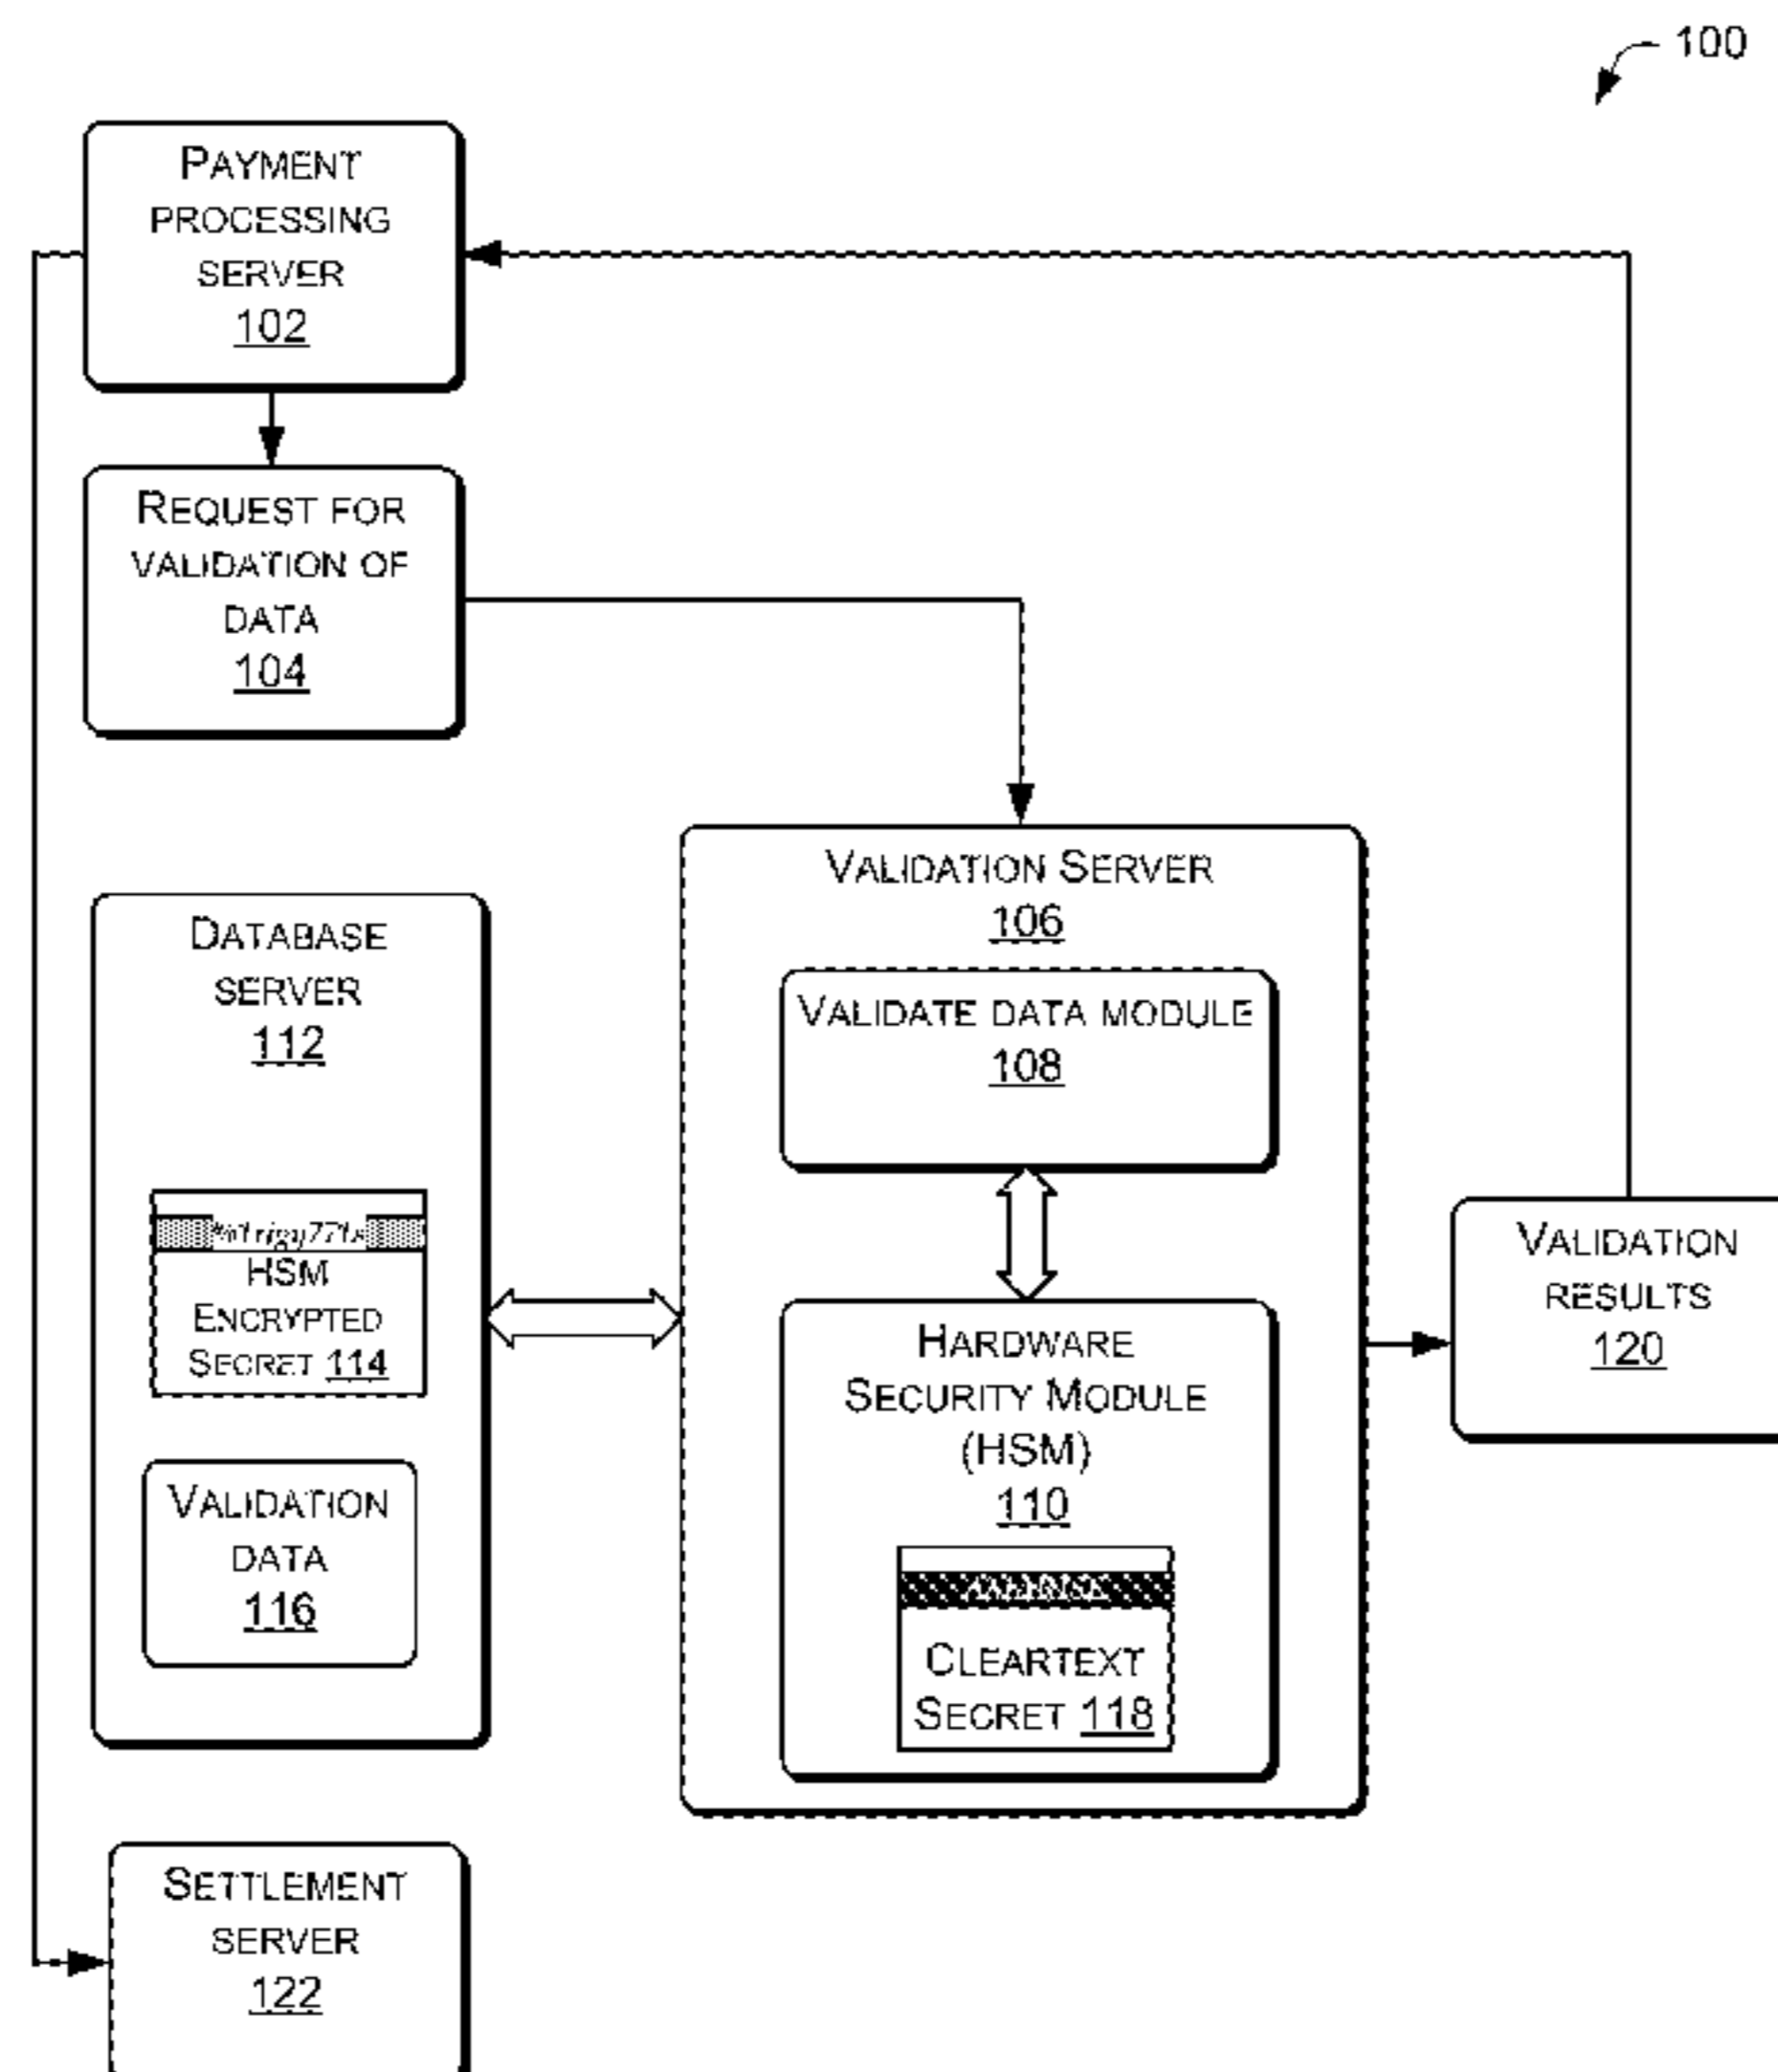 100
PAYMENT
PROCESSING
SERVER
102
REQUEST FOR
VALIDATION OF
DATA
104
VALIDATION SERVER
106
VALIDATE DATA MODULE
108
DATABASE
SERVER
112
HSM
ENCRYPTED
SECRET 114
VALIDATION
DATA
116
HARDWARE
SECURITY MODULE
(HSM)
110
CLEARTEXT
SECRET 118
VALIDATION
RESULTS
120
SETTLEMENT
SERVER
122